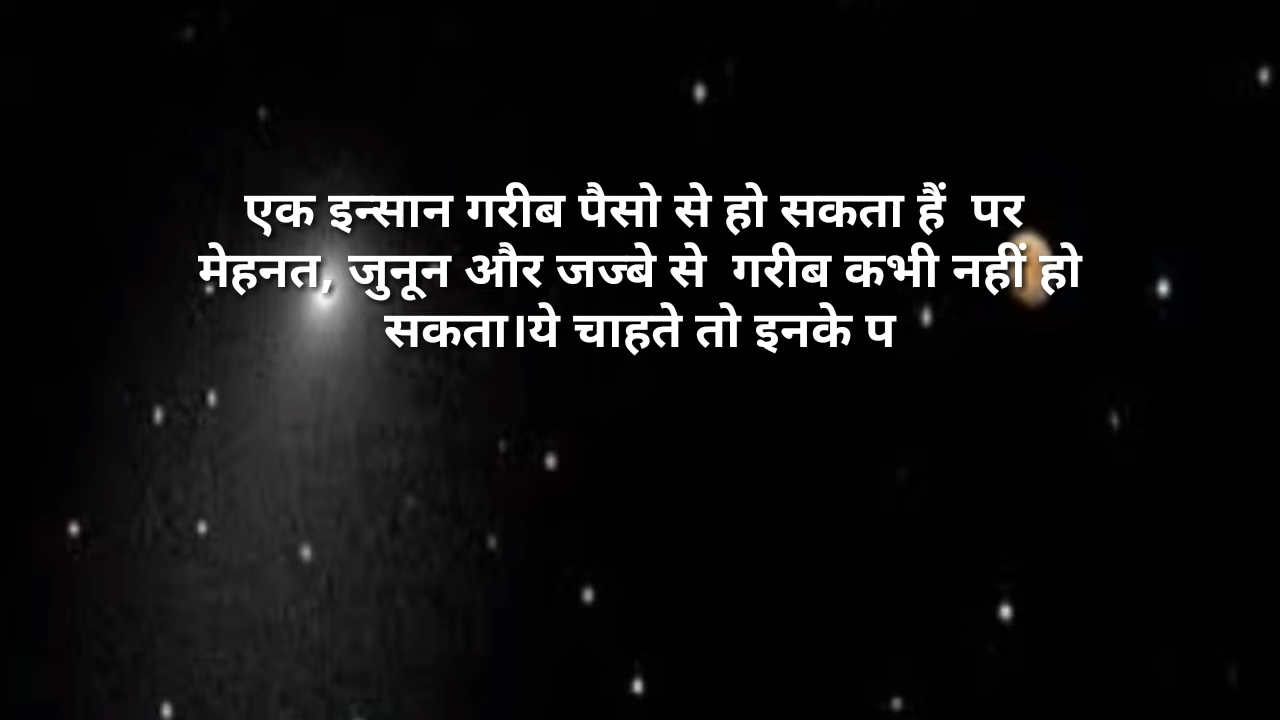 एक इन्सान गरीब पैसो से हो सकता हैं  पर
मेहनत, जुनून और जज्बे से  गरीब कभी नहीं हो
सकता।ये चाहते तो इनके प